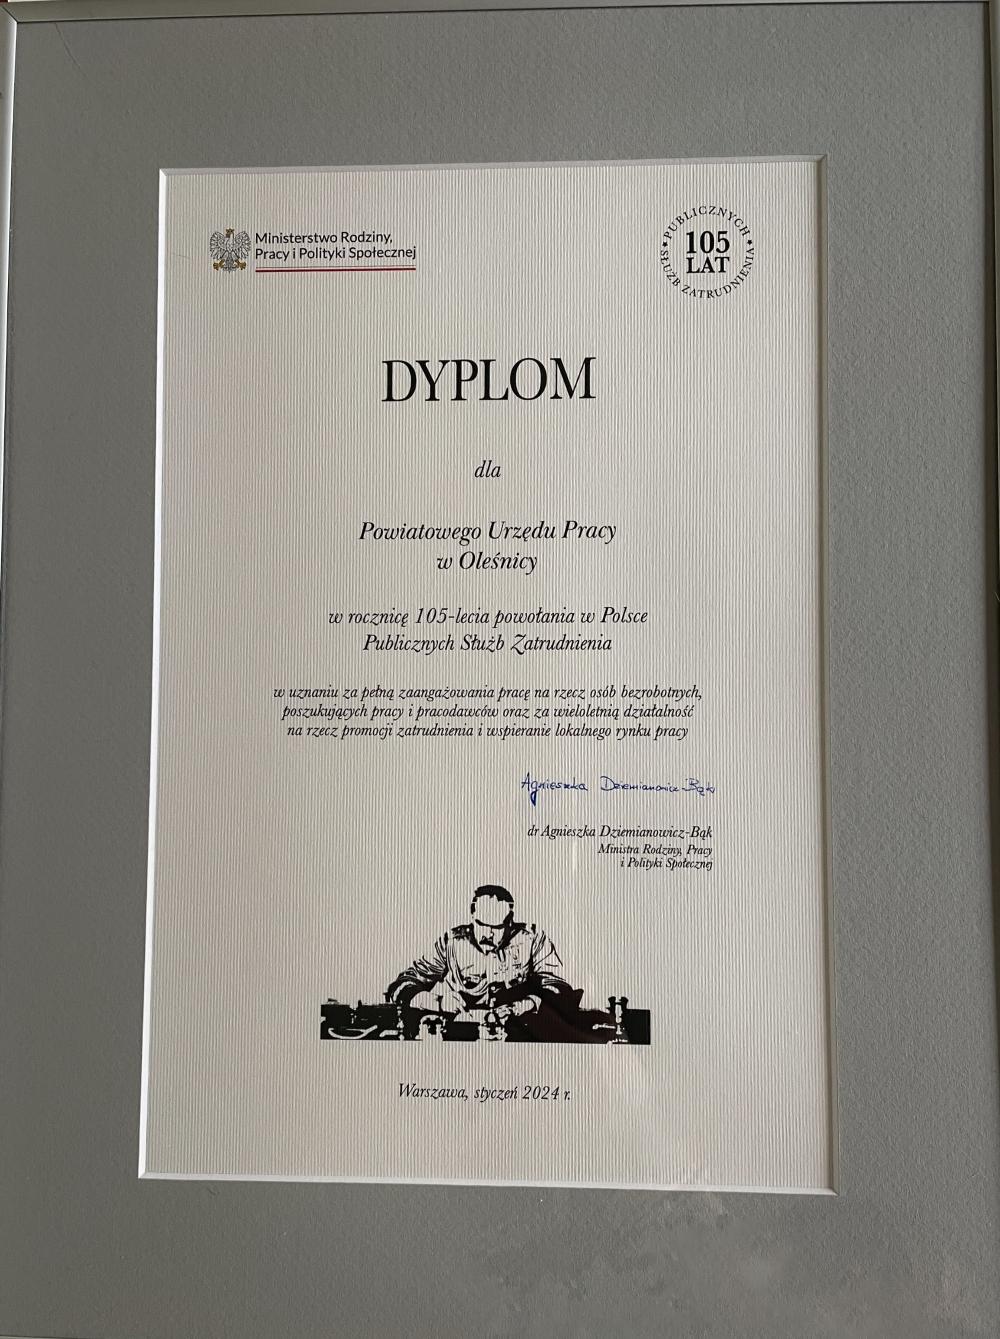 Ministerstwo Rodziny,
Pracy i Polityki Społecznej
PUBLICZNYCH
SŁUŻB ZATRUDNIENIA
105
LAT
DYPLOM
dla
Powiatowego Urzędu Pracy
w Oleśnicy
w rocznicę 105-lecia powołania w Polsce
Publicznych Służb Zatrudnienia
w uznaniu za pełną zaangażowania pracę na rzecz osób bezrobotnych,
poszukujących pracy i pracodawców oraz za wieloletnią działalność
na rzecz promocji zatrudnienia i wspieranie lokalnego rynku pracy
Agnieszka Dziemianowicz-Bąk
dr Agnieszka Dziemianowicz-Bąk
Ministra Rodziny, Pracy
i Polityki Społecznej
Warszawa, styczeń 2024 r.